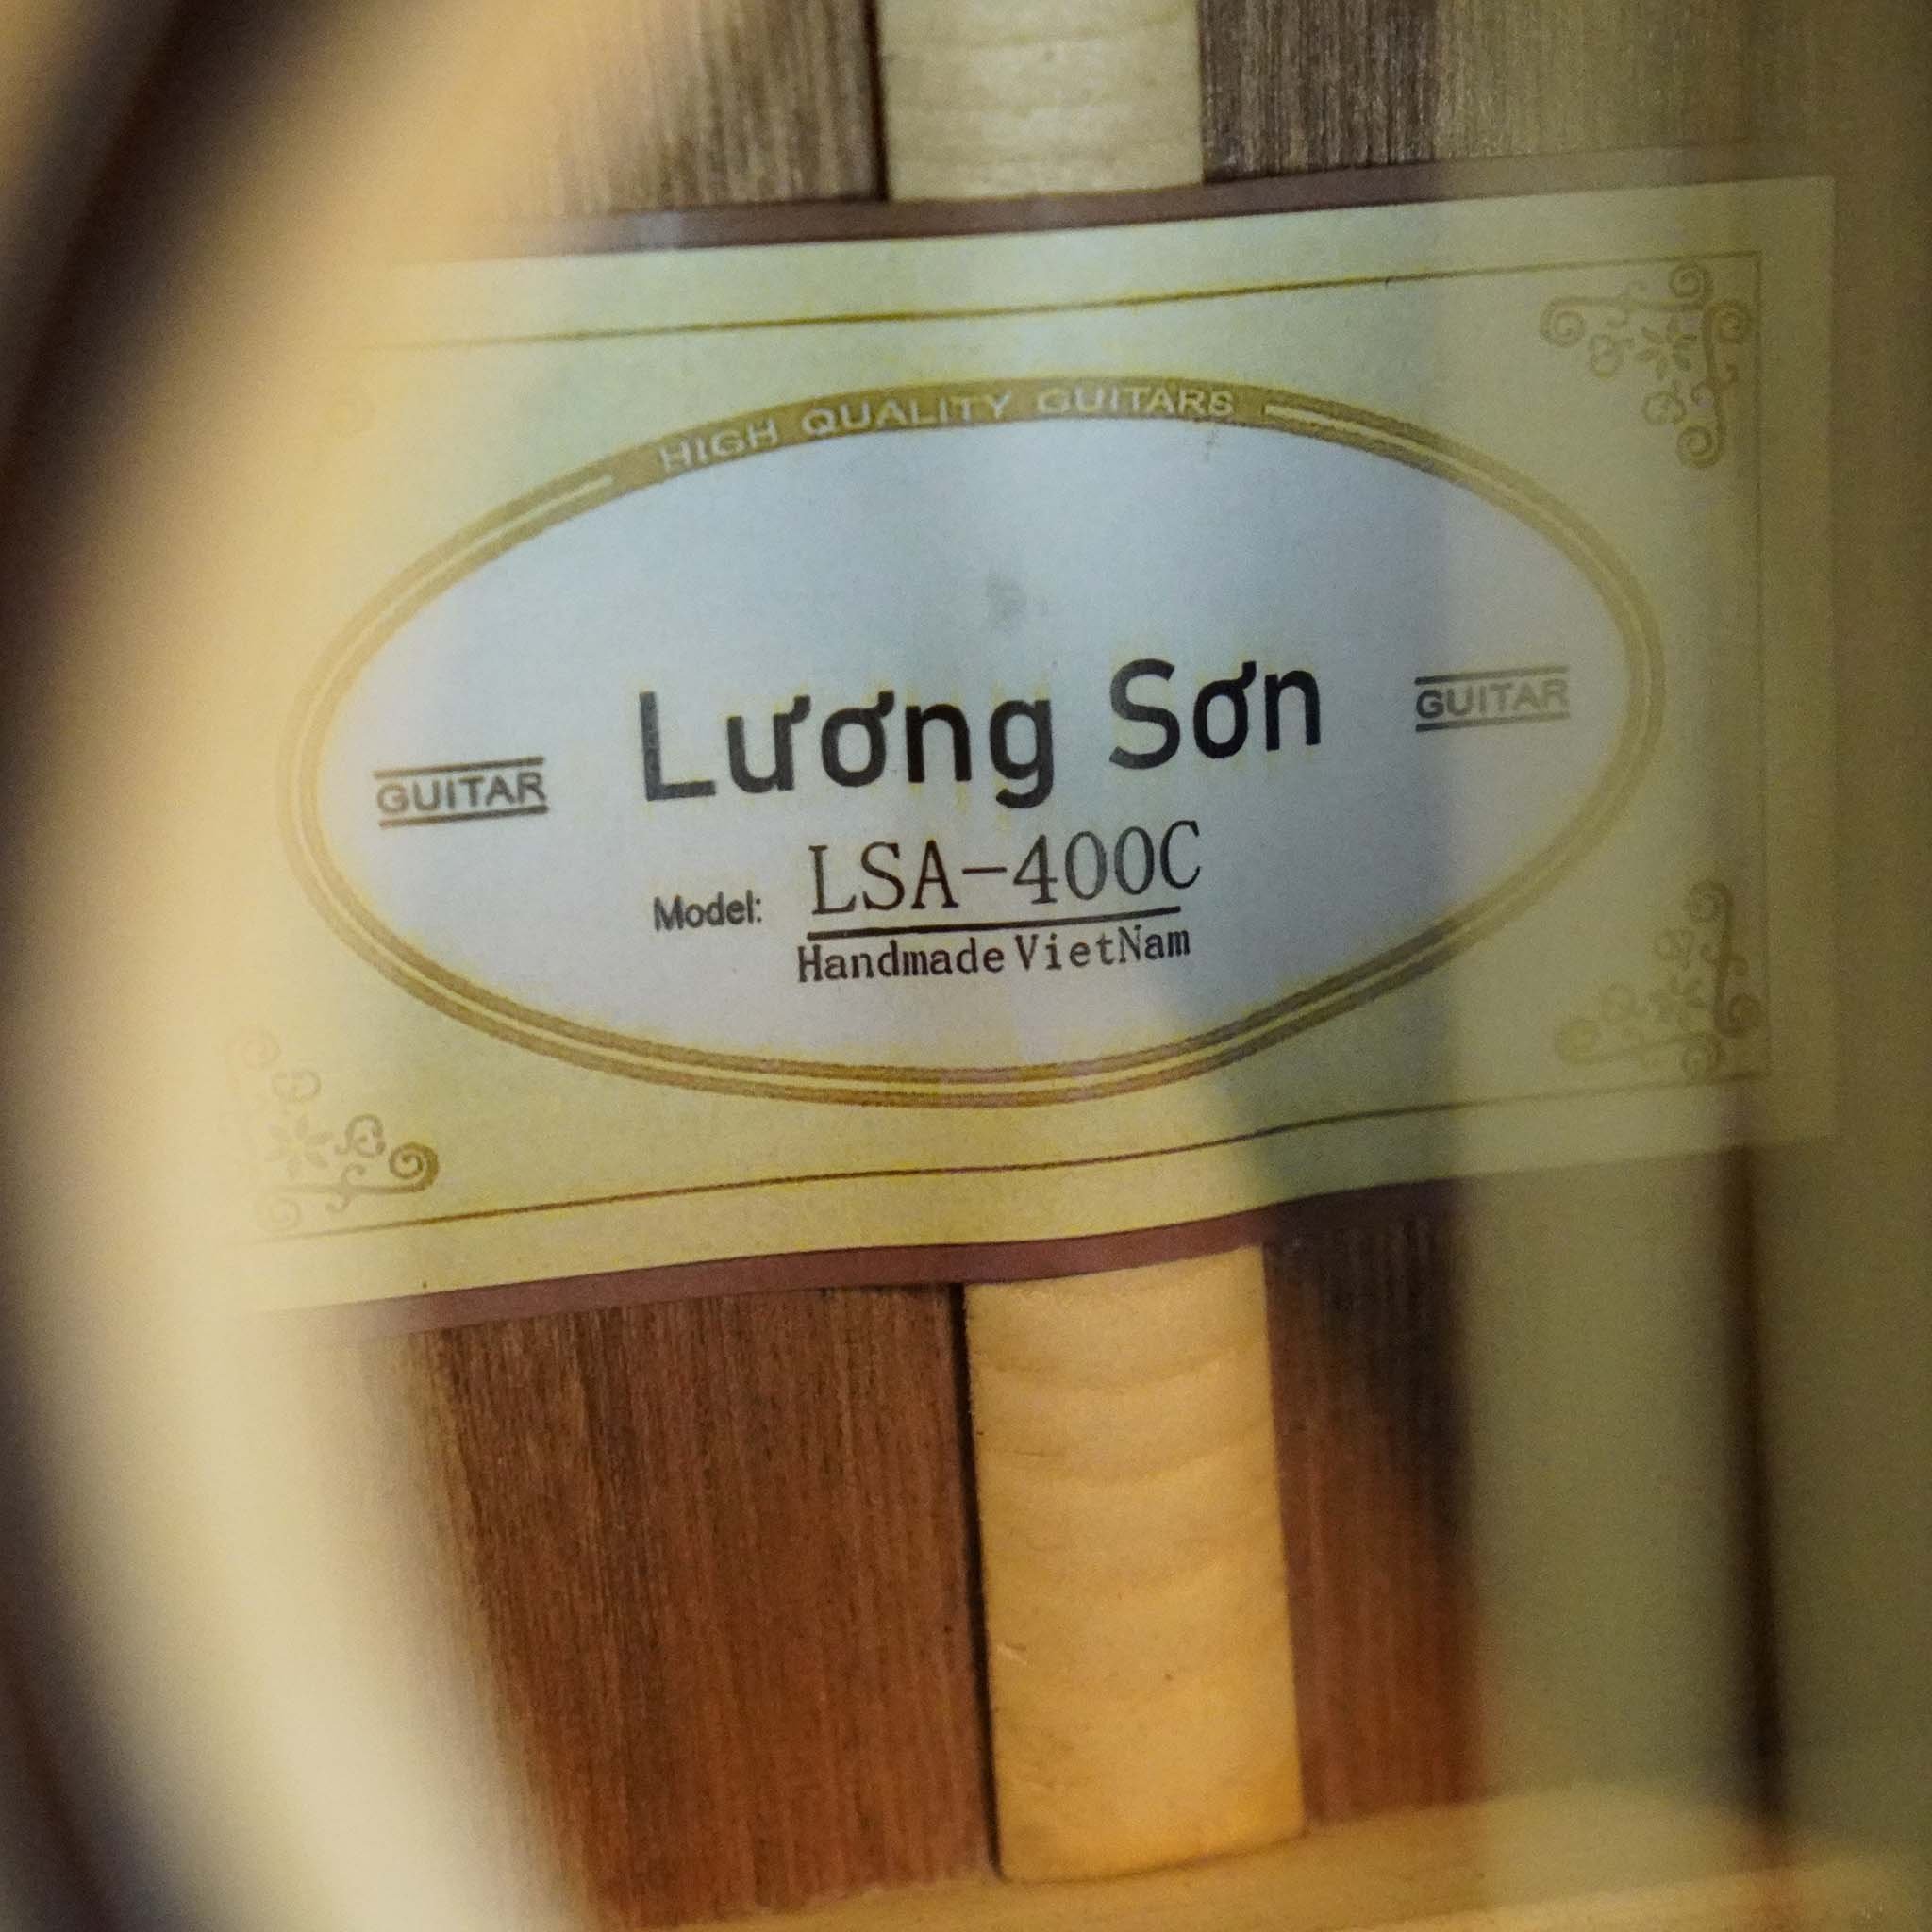 HIGH QUALITY GUITARS
Lương Sơn
GUITAR
GUITAR
Model: LSA-400C
Handmade VietNam